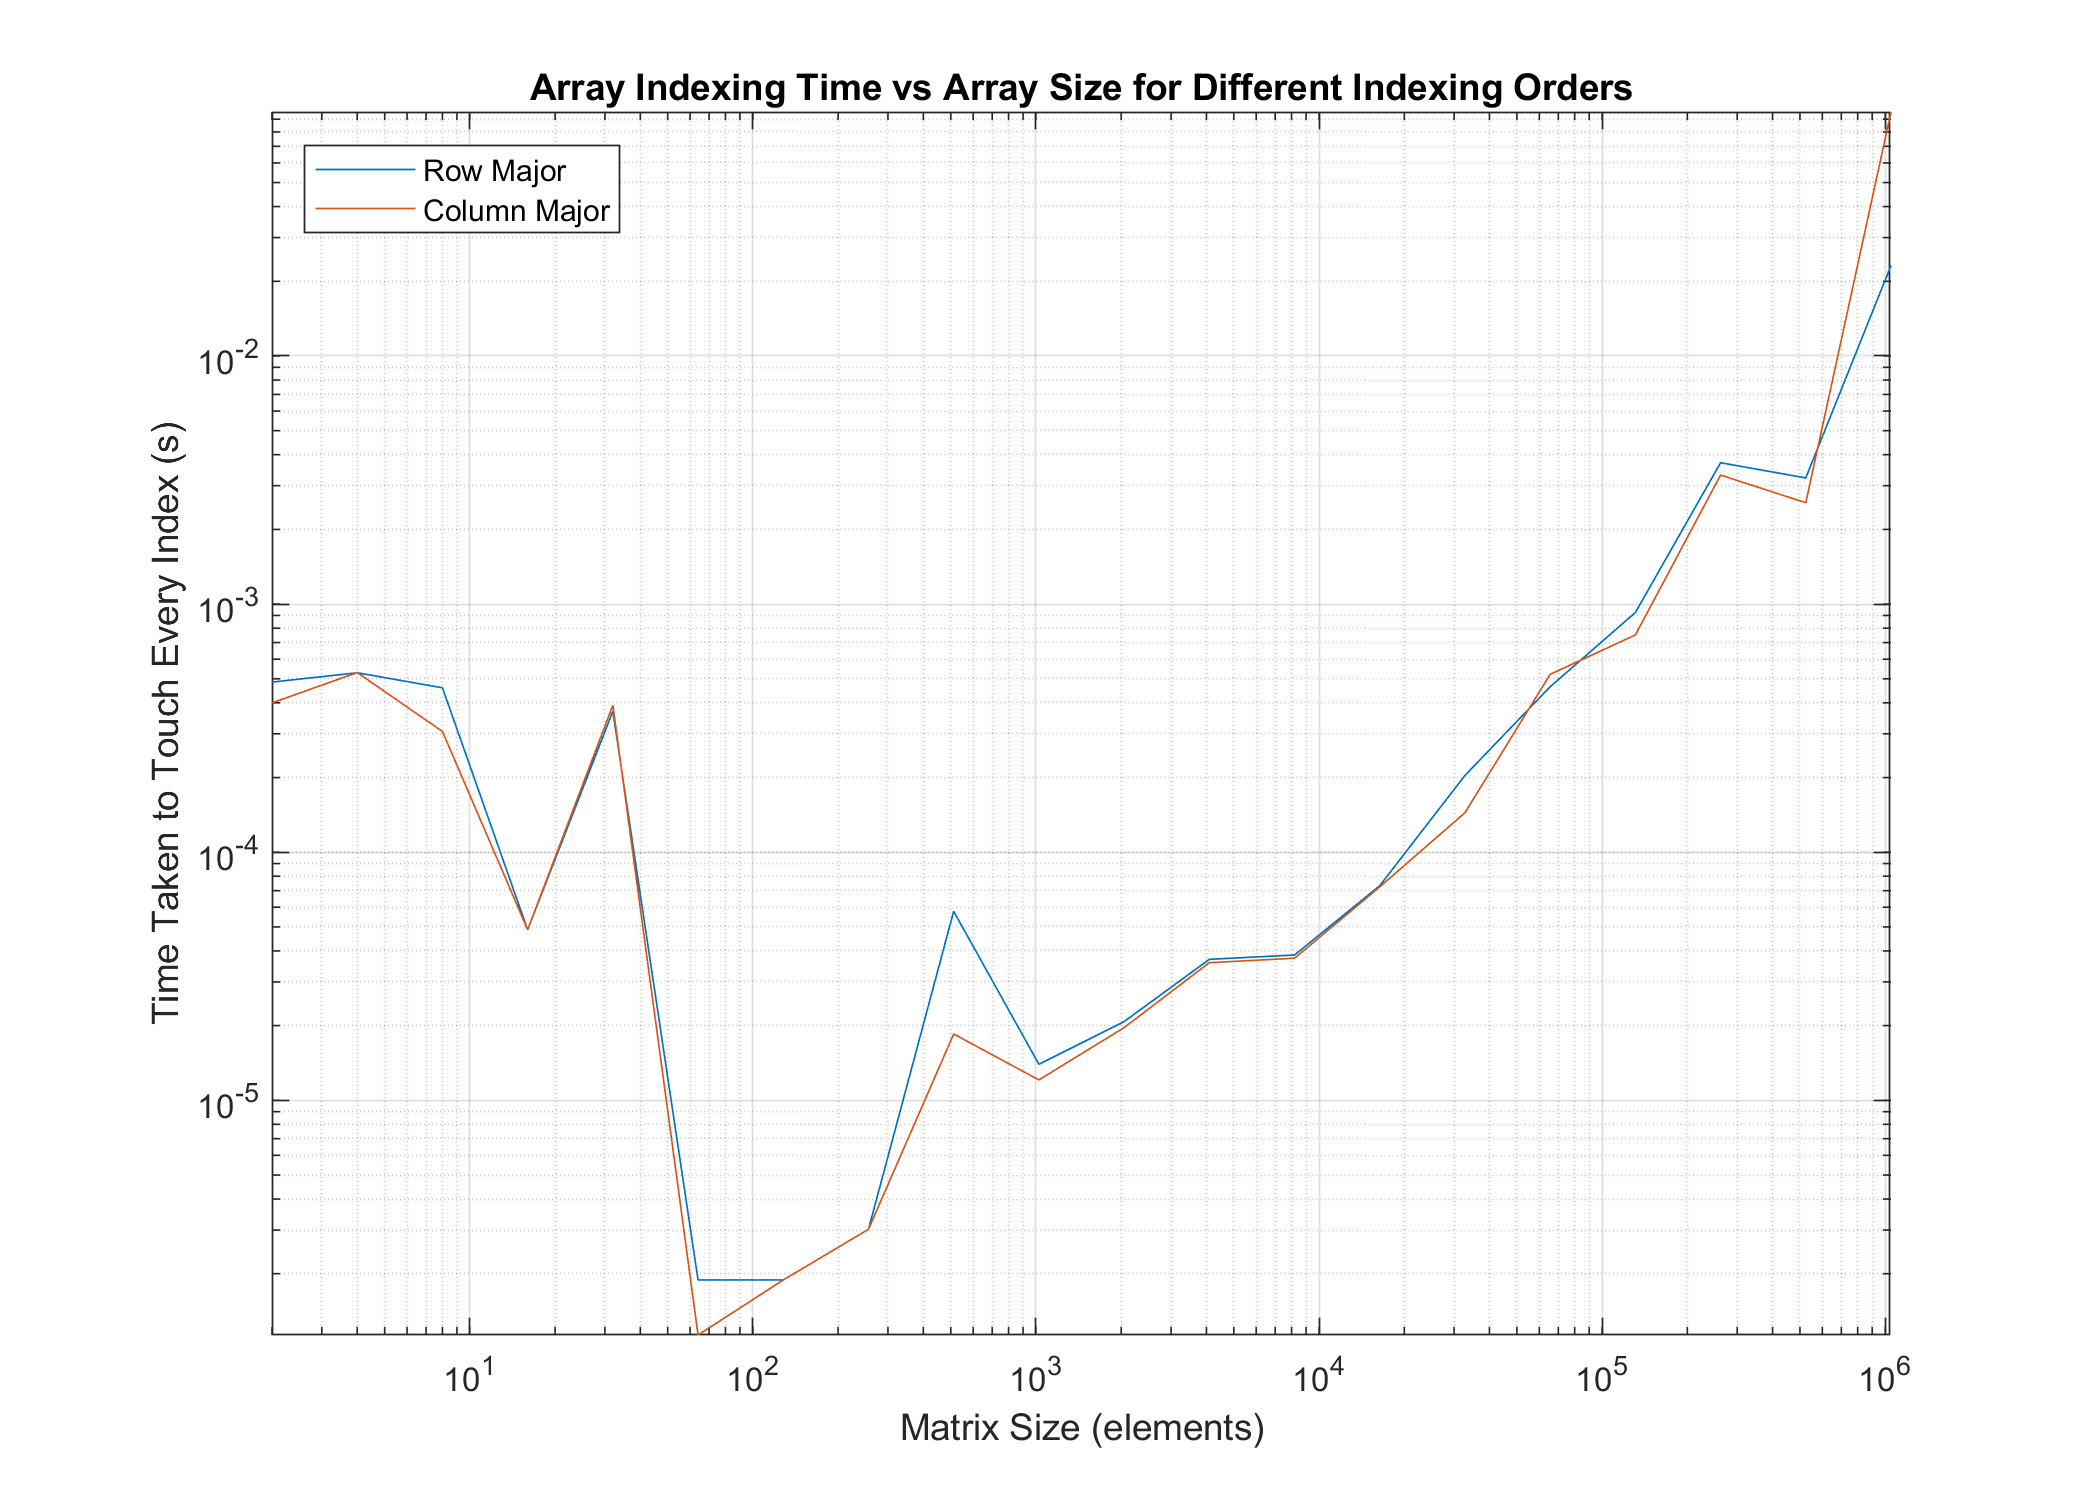 Array Indexing Time vs Array Size for Different Indexing Orders
Row Major
Column Major
10^-2
10^-3
10^-4
10^-5
Time Taken to Touch Every Index (s)
10^1 10^2 10^3 10^4 10^5 10^6
Matrix Size (elements)